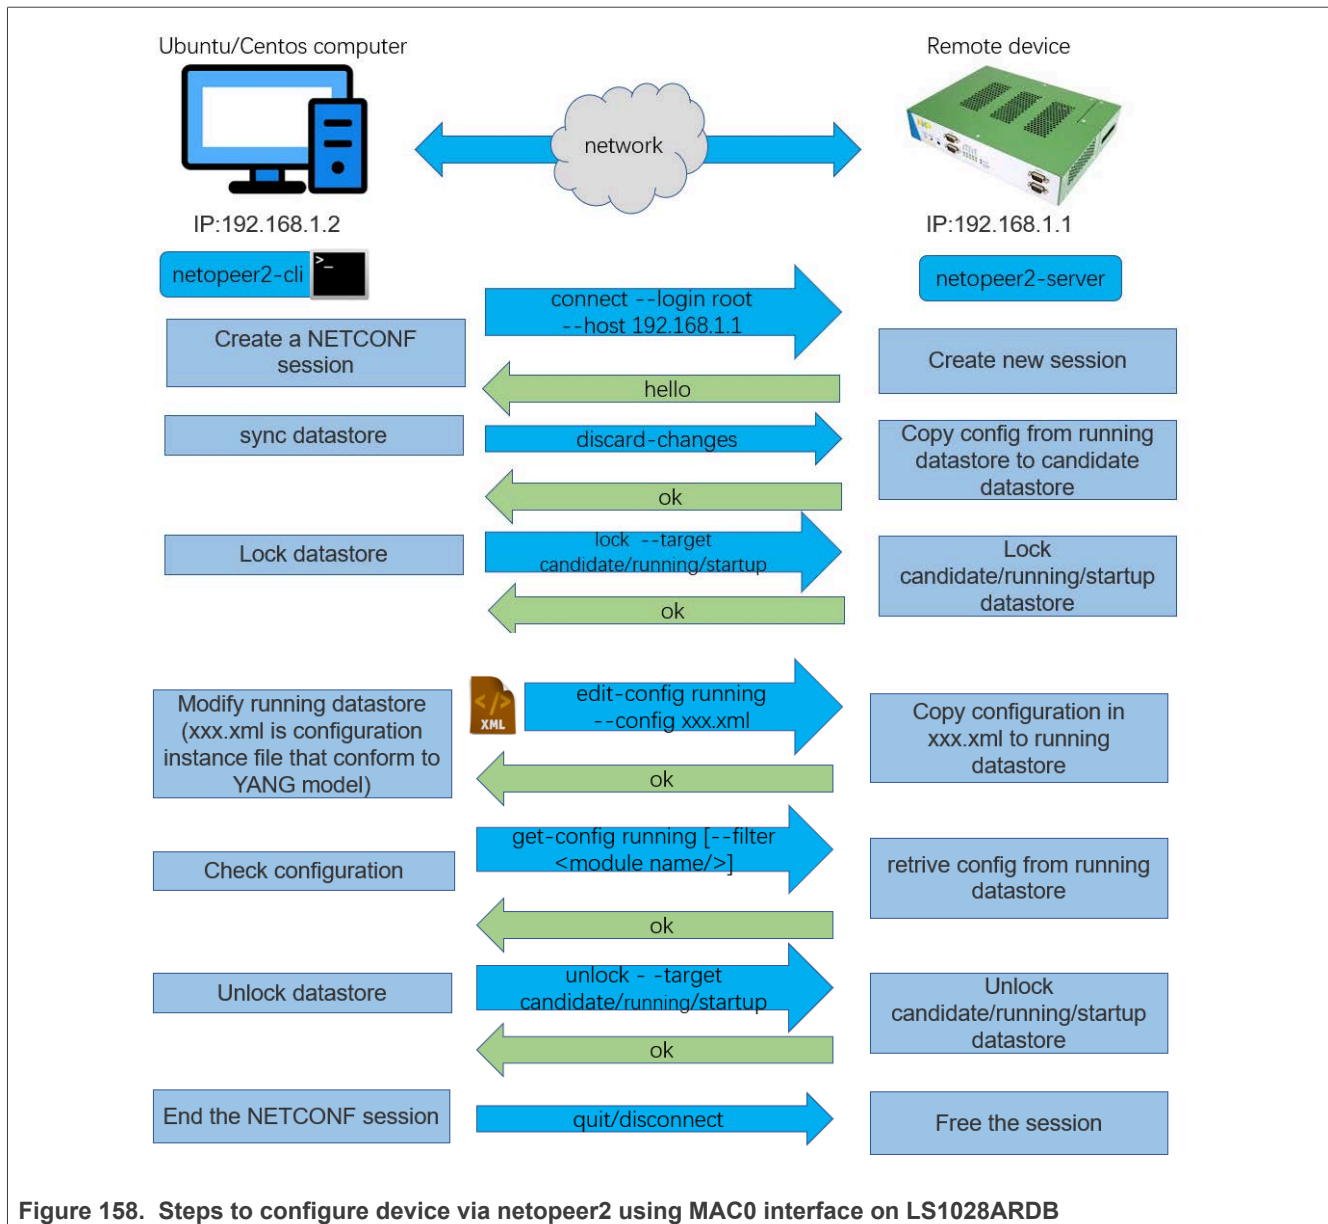 Ubuntu/Centos computer
Remote device
network
IP:192.168.1.2
IP:192.168.1.1
netopeer2-cli
>_
netopeer2-server
connect --login root
--host 192.168.1.1
Create a NETCONF
session
Create new session
hello
sync datastore
discard-changes
Copy config from running
datastore to candidate
datastore
ok
Lock datastore
lock --target
candidate/running/startup
Lock
candidate/running/startup
datastore
ok
Modify running datastore
(xxx.xml is configuration
instance file that conform to
YANG model)
</>
XML
edit-config running
--config xxx.xml
Copy configuration in
xxx.xml to running
datastore
ok
Check configuration
get-config running [--filter
<module name/>]
retrive config from running
datastore
ok
Unlock datastore
unlock - -target
candidate/running/startup
Unlock
candidate/running/startup
datastore
ok
End the NETCONF session
quit/disconnect
Free the session
Figure 158. Steps to configure device via netopeer2 using MAC0 interface on LS1028ARDB